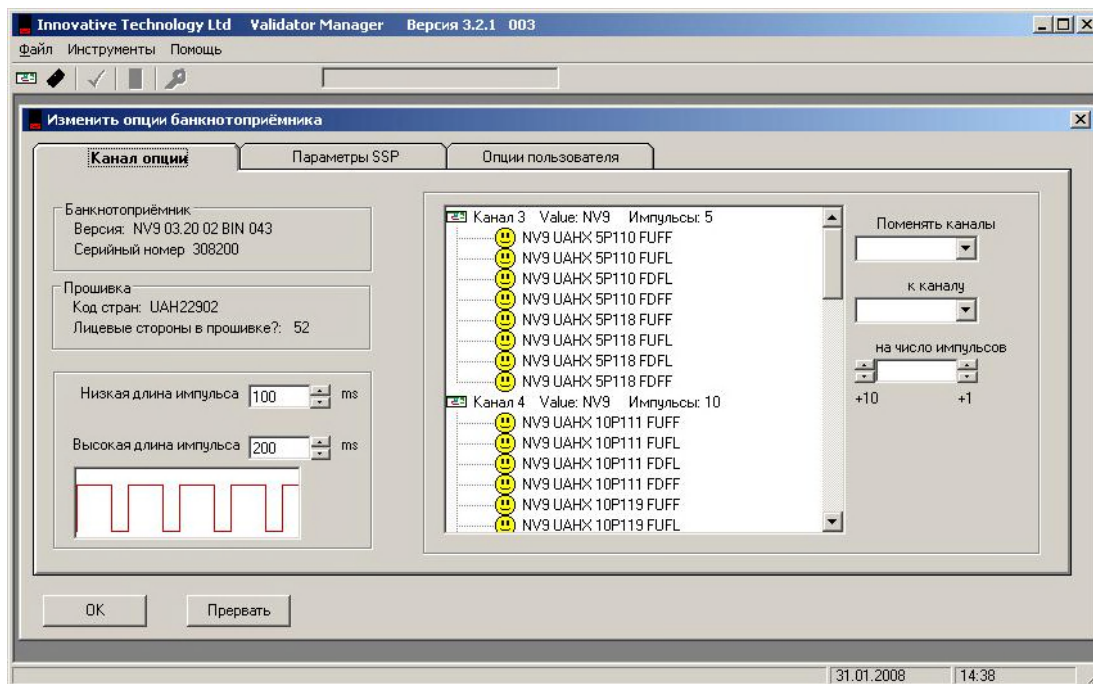 Innovative Technology Ltd Validator Manager Версия 3.2.1 003
Файл Инструменты Помощь
Изменить опции банкнотоприёмника
Канал опции Параметры SSP Опции пользователя
Банкнотоприёмник
Версия: NV9 03.20 02 BIN 043
Серийный номер 308200
Прошивка
Код стран: UAH22902
Лицевые стороны в прошивке?: 52
Низкая длина импульса 100 ms
Высокая длина импульса 200 ms
Канал 3 Value: NV9 Импульсы: 5
NV9 UAHX 5P110 FUFF
NV9 UAHX 5P110 FUFL
NV9 UAHX 5P110 FDFL
NV9 UAHX 5P110 FDFF
NV9 UAHX 5P118 FUFF
NV9 UAHX 5P118 FUFL
NV9 UAHX 5P118 FDFL
NV9 UAHX 5P118 FDFF
Канал 4 Value: NV9 Импульсы: 10
NV9 UAHX 10P111 FUFF
NV9 UAHX 10P111 FUFL
NV9 UAHX 10P111 FDFL
NV9 UAHX 10P111 FDFF
NV9 UAHX 10P119 FUFF
NV9 UAHX 10P119 FUFL
Поменять каналы
к каналу
на число импульсов
+10 +1
OK Прервать
31.01.2008 14:38